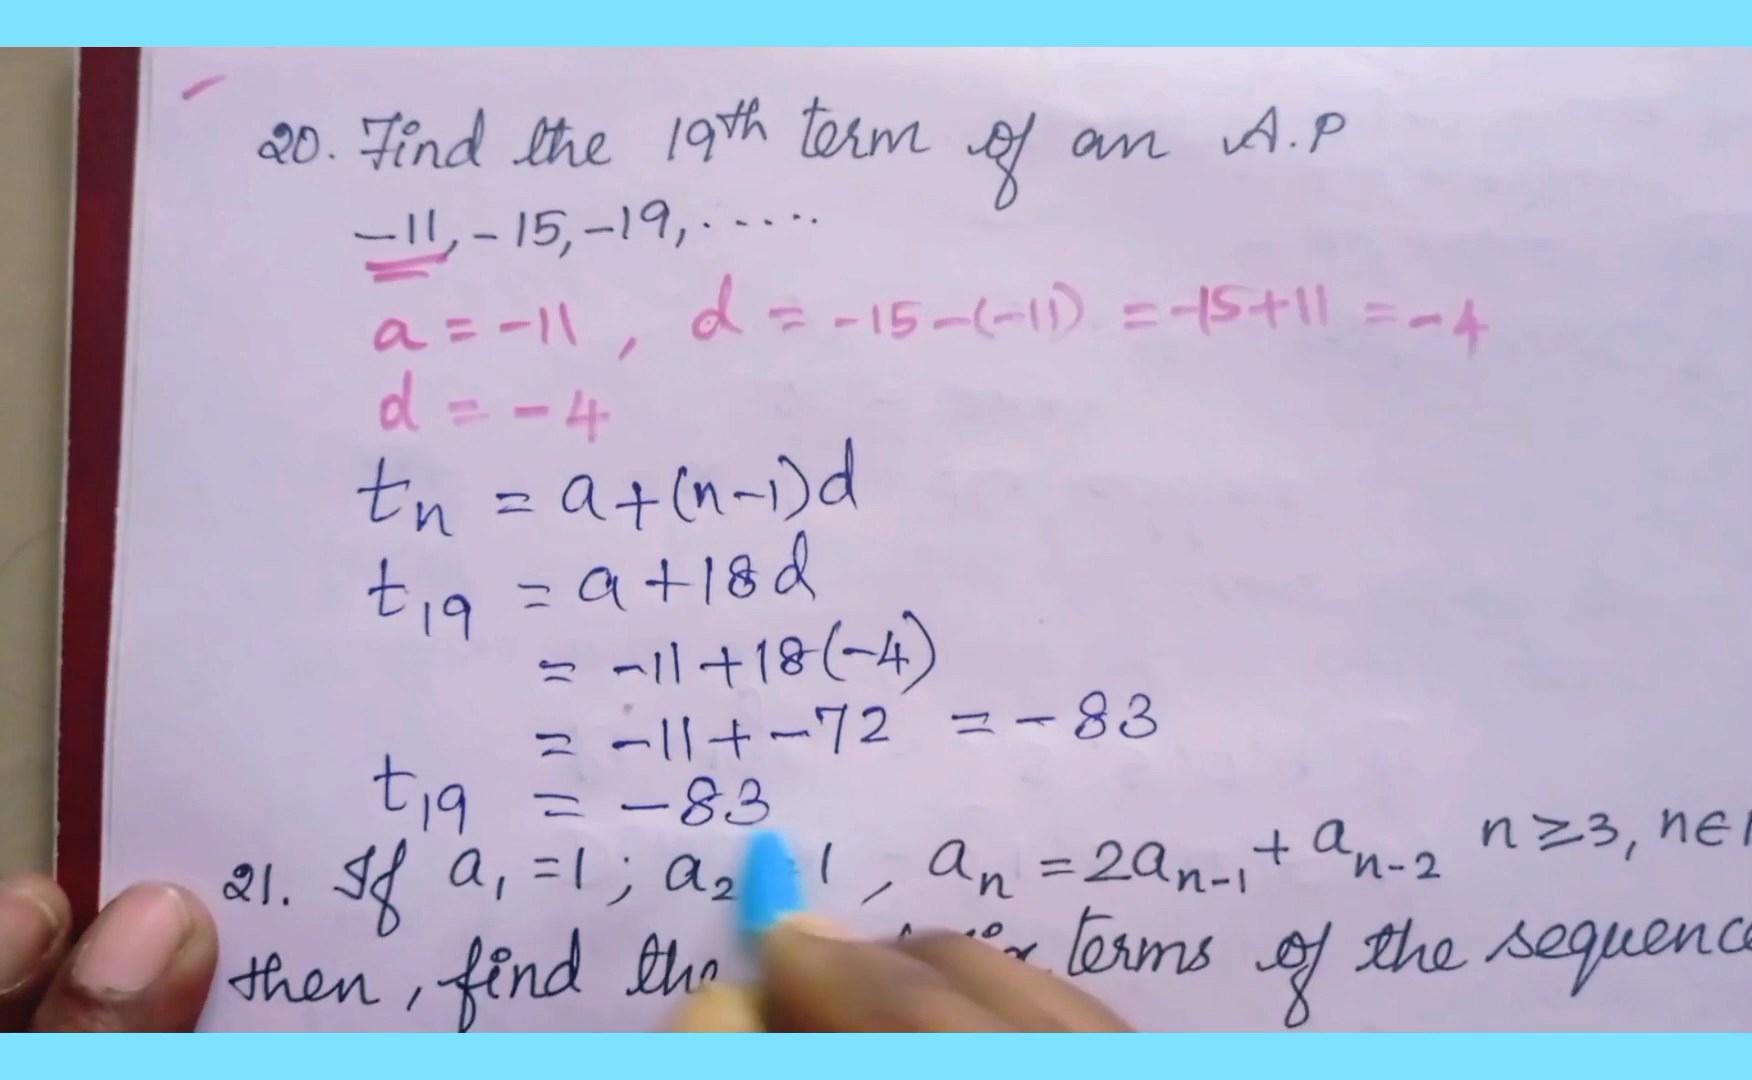 20. Find the 19th term of an A.P
-11, -15, -19, ......
a = -11 , d = -15-(-11) = -15+11 = -4
d = -4
tn = a+(n-1)d
t19 = a+18d
= -11+18(-4)
= -11+-72 = -83
t19 = -83
21. If a1 =1 ; a2 1 , an = 2an-1 + an-2 n≥3, n∈
then, find the terms of the sequence